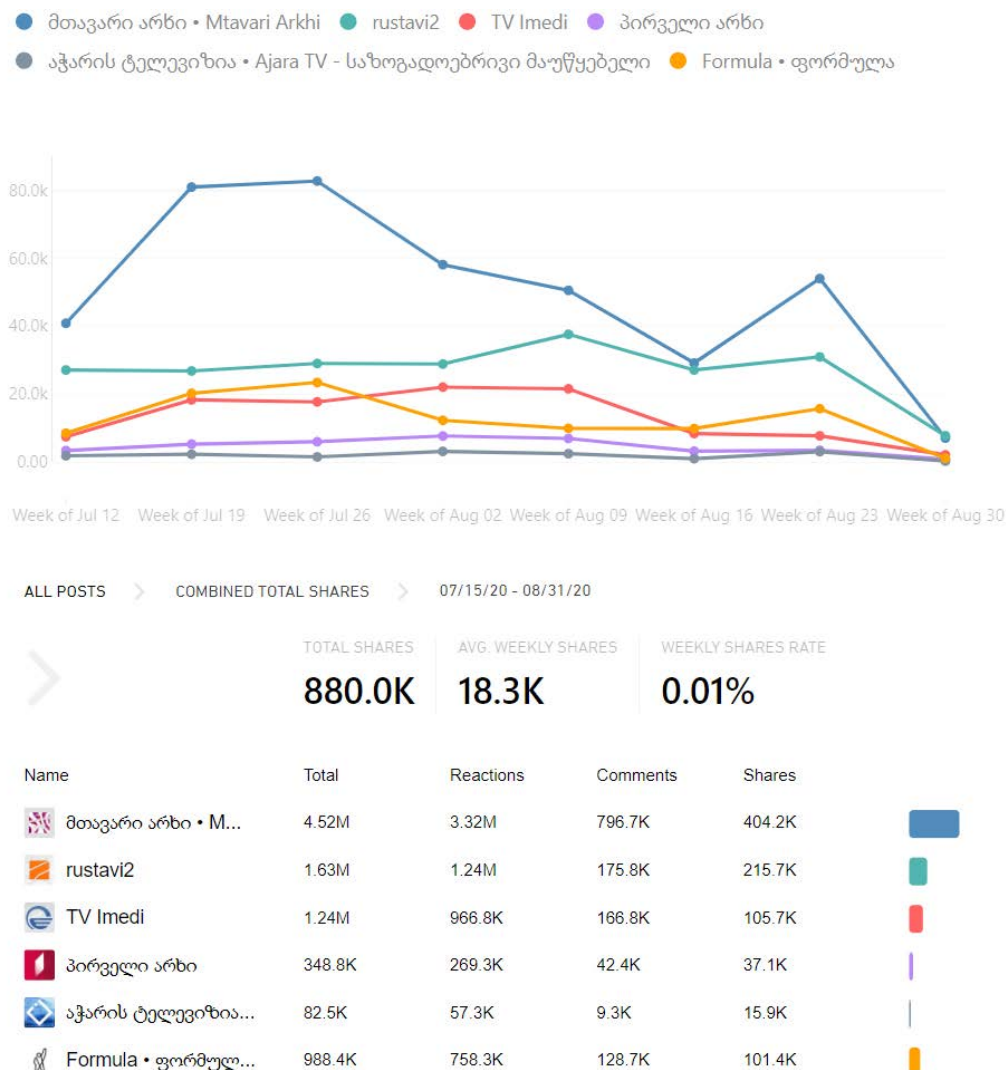 მთავარი არხი • Mtavari Arkhi rustavi2 TV Imedi პირველი არხი
აჭარის ტელევიზია • Ajara TV - საზოგადოებრივი მაუწყებელი Formula • ფორმულა
80.0k
60.0k
40.0k
20.0k
0.00
Week of Jul 12 Week of Jul 19 Week of Jul 26 Week of Aug 02 Week of Aug 09 Week of Aug 16 Week of Aug 23 Week of Aug 30
ALL POSTS COMBINED TOTAL SHARES 07/15/20 - 08/31/20
TOTAL SHARES AVG. WEEKLY SHARES WEEKLY SHARES RATE
880.0K 18.3K 0.01%
Name Total Reactions Comments Shares
მთავარი არხი • M... 4.52M 3.32M 796.7K 404.2K
rustavi2 1.63M 1.24M 175.8K 215.7K
TV Imedi 1.24M 966.8K 166.8K 105.7K
პირველი არხი 348.8K 269.3K 42.4K 37.1K
აჭარის ტელევიზია... 82.5K 57.3K 9.3K 15.9K
Formula • ფორმულ... 988.4K 758.3K 128.7K 101.4K